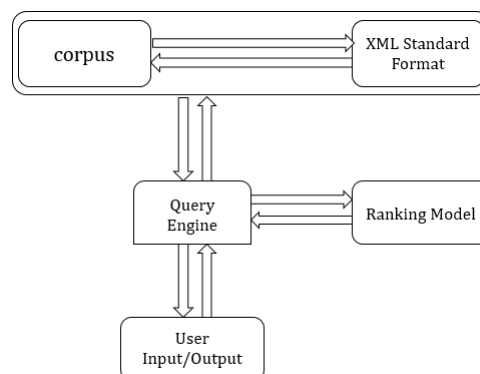 corpus
XML Standard
Format
Query
Engine
Ranking Model
User
Input/Output